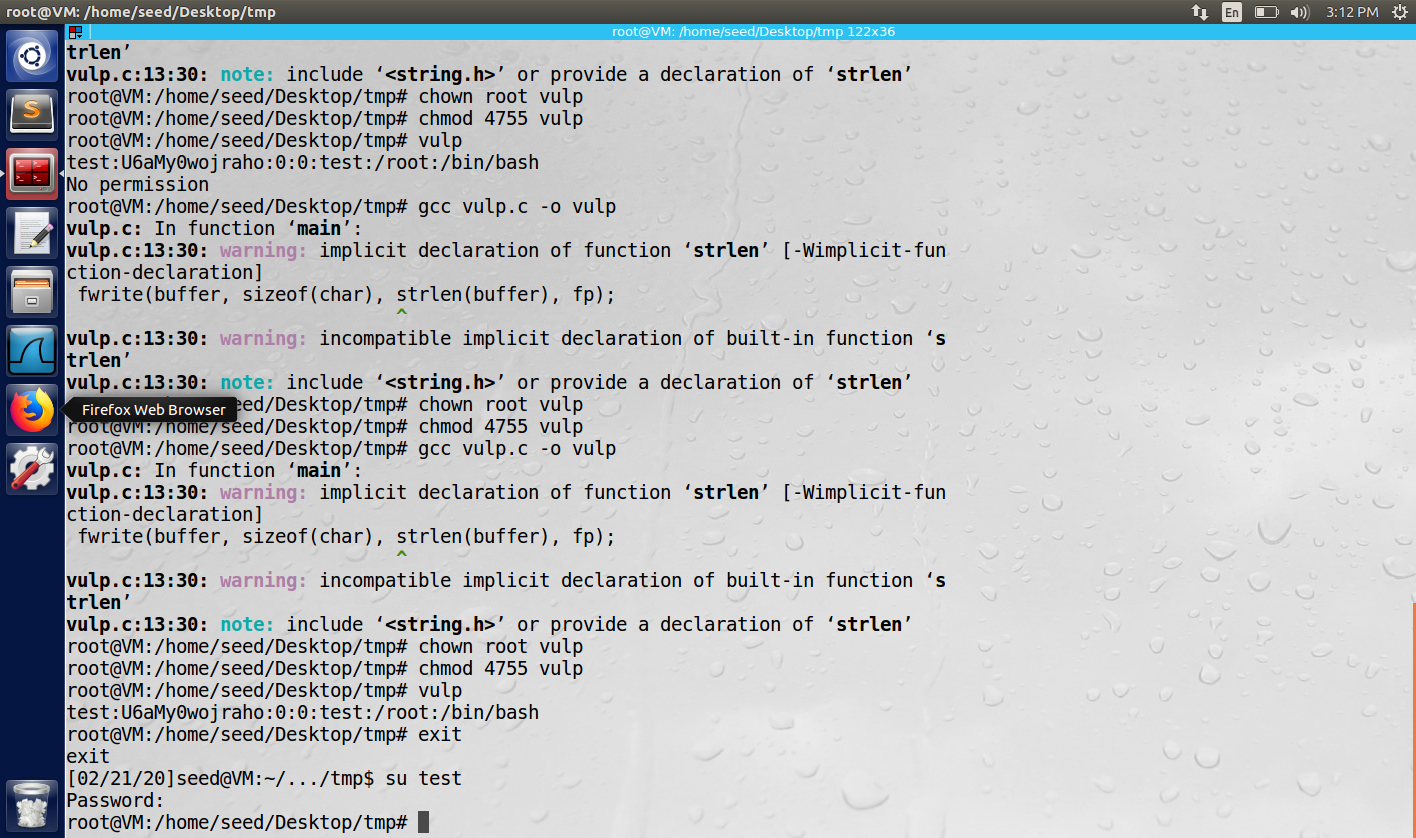 root@VM: /home/seed/Desktop/tmp
En
3:12 PM
root@VM: /home/seed/Desktop/tmp 122x36
trlen’
vulp.c:13:30: note: include ‘<string.h>’ or provide a declaration of ‘strlen’
root@VM:/home/seed/Desktop/tmp# chown root vulp
root@VM:/home/seed/Desktop/tmp# chmod 4755 vulp
root@VM:/home/seed/Desktop/tmp# vulp
test:U6aMy0wojraho:0:0:test:/root:/bin/bash
No permission
root@VM:/home/seed/Desktop/tmp# gcc vulp.c -o vulp
vulp.c: In function ‘main’:
vulp.c:13:30: warning: implicit declaration of function ‘strlen’ [-Wimplicit-fun
ction-declaration]
 fwrite(buffer, sizeof(char), strlen(buffer), fp);
                              ^
vulp.c:13:30: warning: incompatible implicit declaration of built-in function ‘s
trlen’
vulp.c:13:30: note: include ‘<string.h>’ or provide a declaration of ‘strlen’
eed/Desktop/tmp# chown root vulp
Firefox Web Browser
root@VM:/home/seed/Desktop/tmp# chmod 4755 vulp
root@VM:/home/seed/Desktop/tmp# gcc vulp.c -o vulp
vulp.c: In function ‘main’:
vulp.c:13:30: warning: implicit declaration of function ‘strlen’ [-Wimplicit-fun
ction-declaration]
 fwrite(buffer, sizeof(char), strlen(buffer), fp);
                              ^
vulp.c:13:30: warning: incompatible implicit declaration of built-in function ‘s
trlen’
vulp.c:13:30: note: include ‘<string.h>’ or provide a declaration of ‘strlen’
root@VM:/home/seed/Desktop/tmp# chown root vulp
root@VM:/home/seed/Desktop/tmp# chmod 4755 vulp
root@VM:/home/seed/Desktop/tmp# vulp
test:U6aMy0wojraho:0:0:test:/root:/bin/bash
root@VM:/home/seed/Desktop/tmp# exit
exit
[02/21/20]seed@VM:~/.../tmp$ su test
Password:
root@VM:/home/seed/Desktop/tmp#